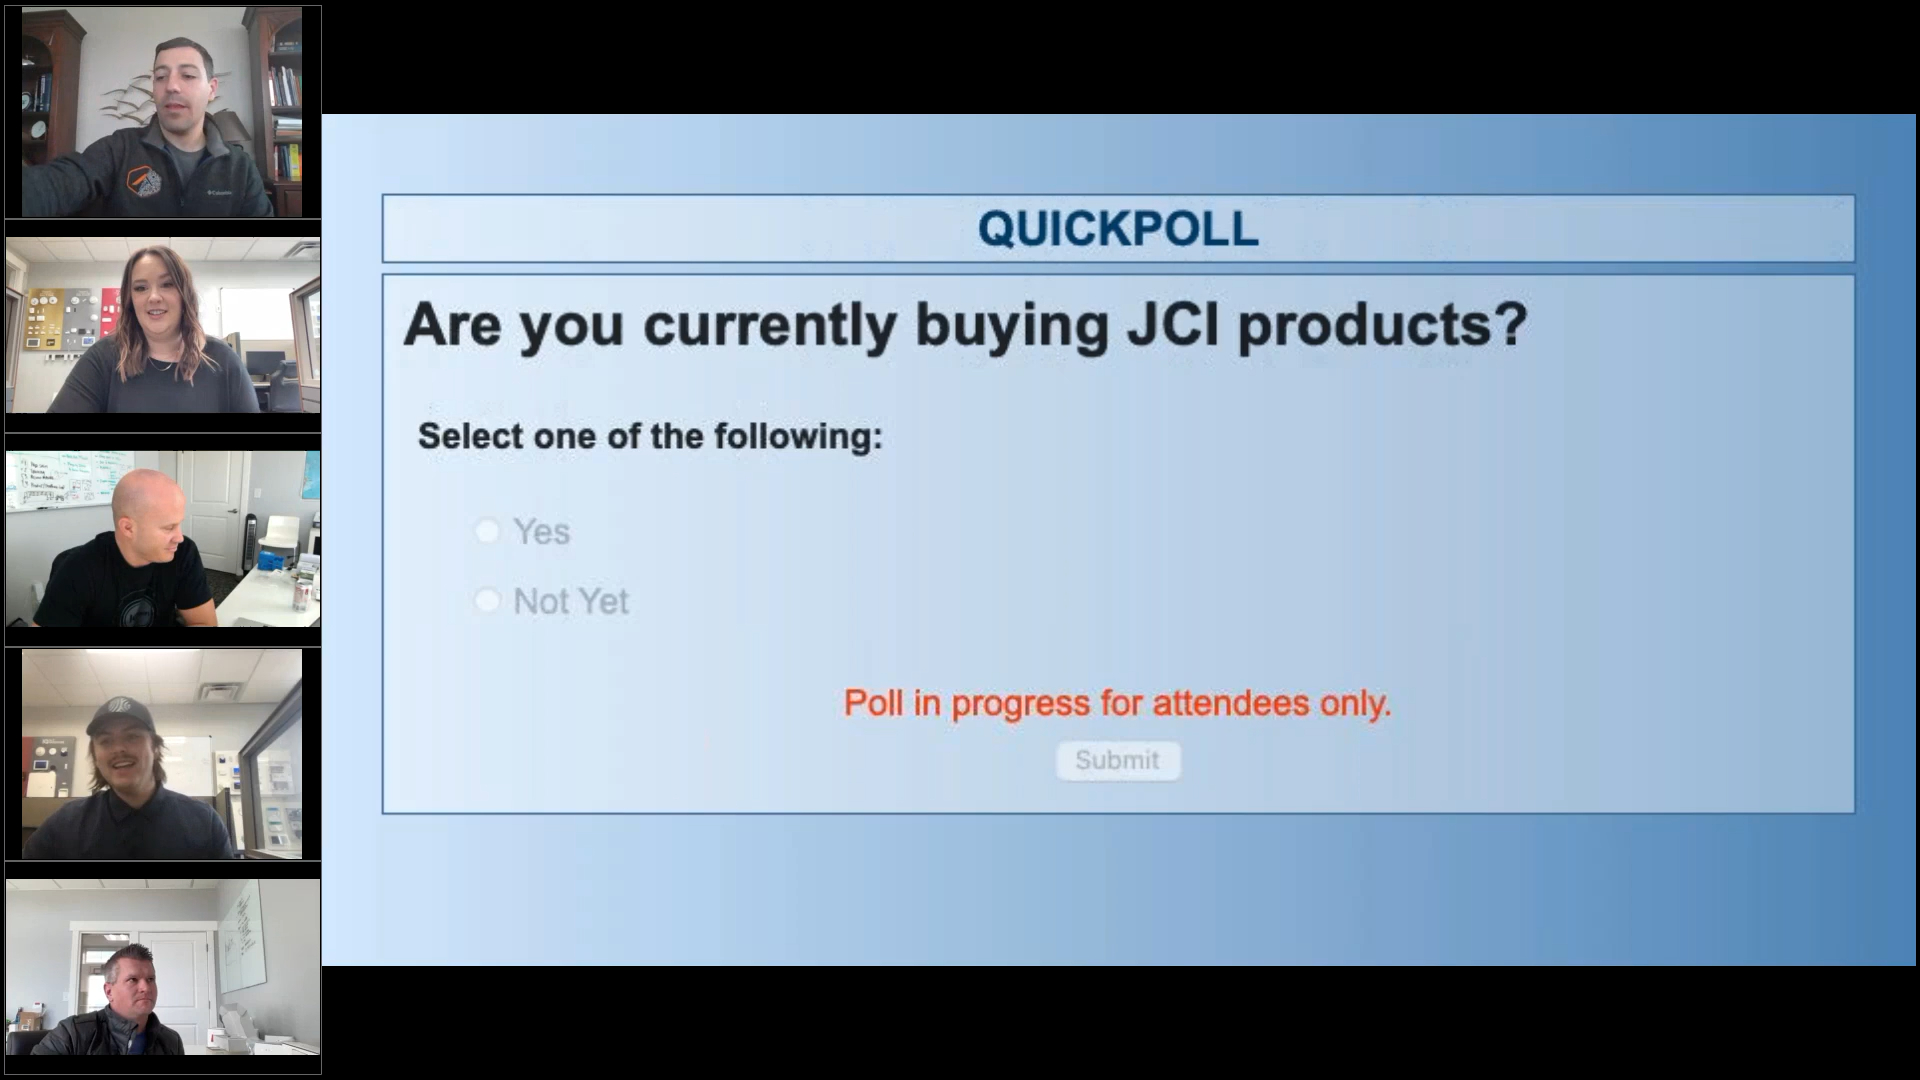 QUICKPOLL
Are you currently buying JCI products?
Select one of the following:
Yes
Not Yet
Poll in progress for attendees only.
Submit
Columbia